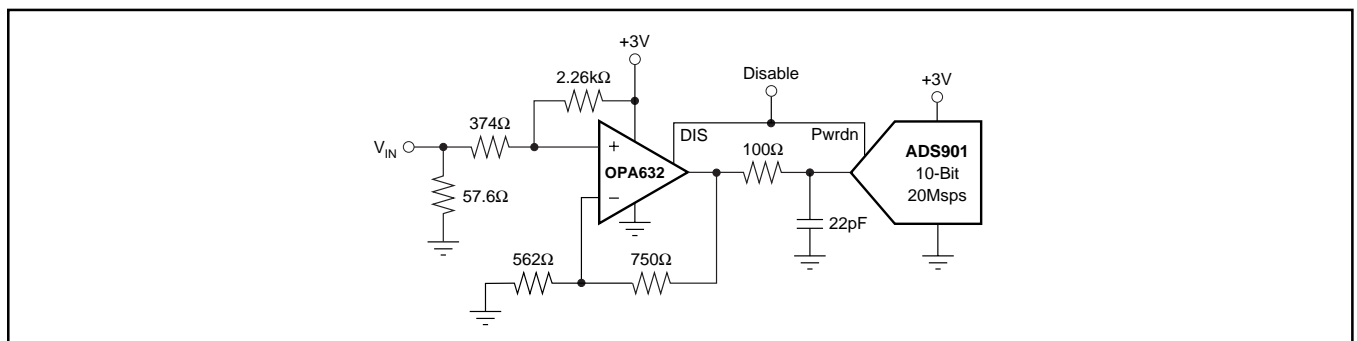 +3V
2.26kΩ
Disable
+3V
374Ω
DIS
Pwrdn
V_IN
+
100Ω
ADS901
10-Bit
20Msps
OPA632
57.6Ω
−
22pF
562Ω
750Ω